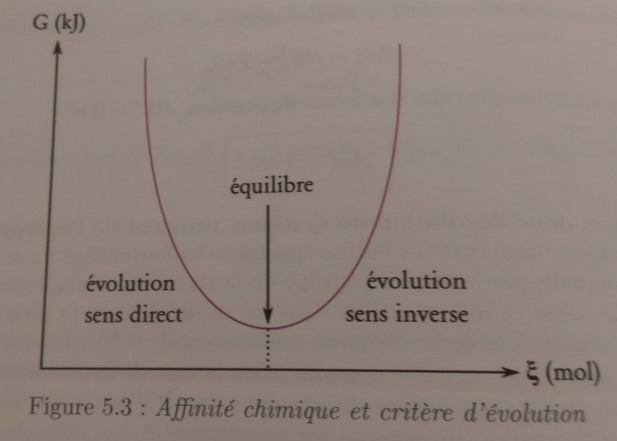 G (kJ)
équilibre
évolution
sens direct
évolution
sens inverse
ξ (mol)
Figure 5.3 : Affinité chimique et critère d'évolution